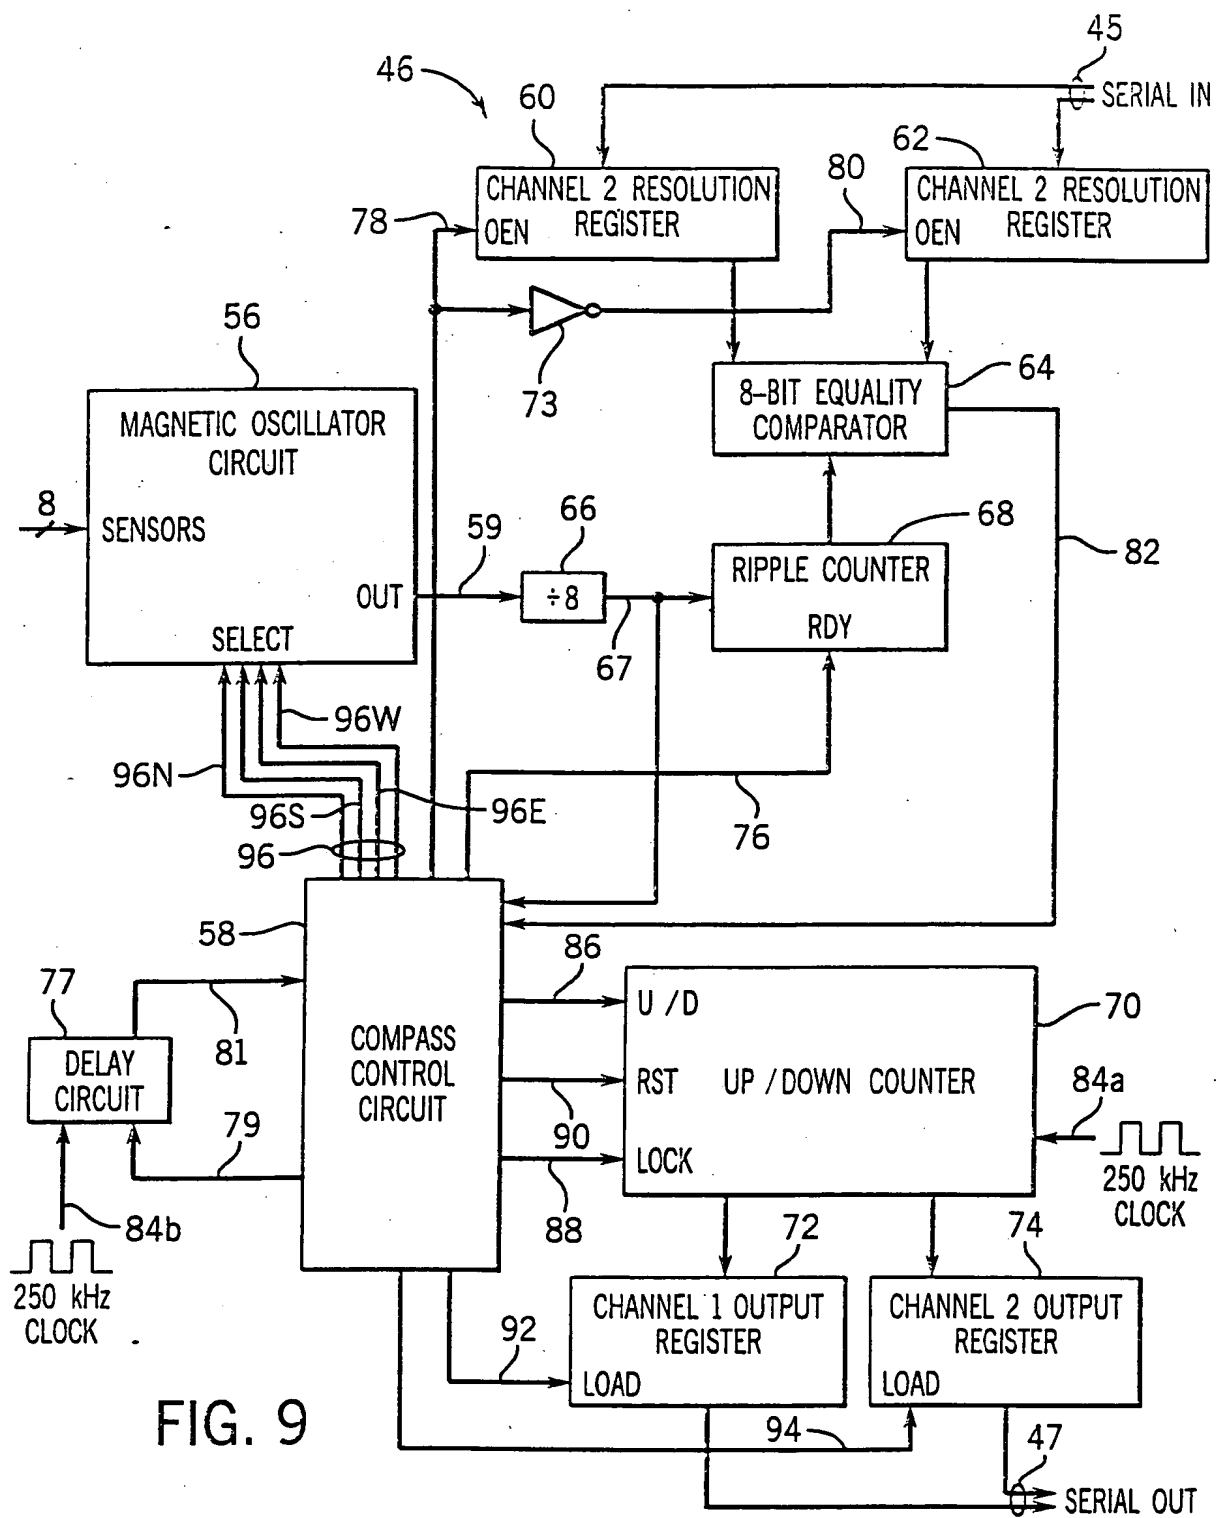 45
46
60
SERIAL IN
62
80
CHANNEL 2 RESOLUTION
REGISTER
OEN
CHANNEL 2 RESOLUTION
REGISTER
OEN
78
56
73
64
8-BIT EQUALITY
COMPARATOR
MAGNETIC OSCILLATOR
CIRCUIT
8
SENSORS
59
66
68
82
OUT
÷8
RIPPLE COUNTER
RDY
SELECT
67
96W
96N
96S
96E
96
76
58
77
86
U /D
70
81
DELAY
CIRCUIT
COMPASS
CONTROL
CIRCUIT
RST
UP /DOWN COUNTER
84a
79
90
LOCK
250 kHz
CLOCK
84b
88
72
74
250 kHz
CLOCK
CHANNEL 1 OUTPUT
REGISTER
LOAD
CHANNEL 2 OUTPUT
REGISTER
LOAD
92
FIG. 9
94
47
SERIAL OUT